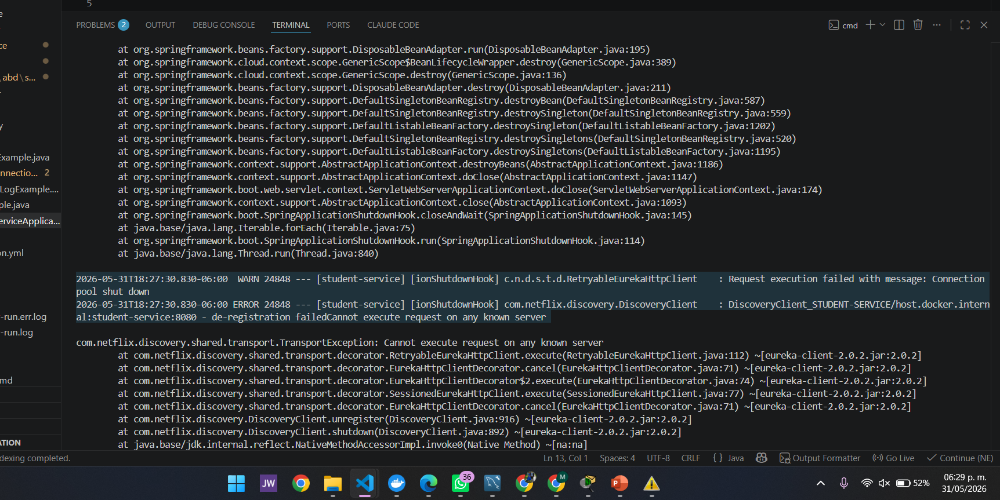 5
e
PROBLEMS 2 OUTPUT DEBUG CONSOLE TERMINAL PORTS CLAUDE CODE cmd
ce
\abd\s...
y
Example.java
nnectio... 2
LogExample....
ple.java
erviceApplica...
on.yml
-run.err.log
-run.log
md
ATION
at org.springframework.beans.factory.support.DisposableBeanAdapter.run(DisposableBeanAdapter.java:195)
at org.springframework.cloud.context.scope.GenericScope$BeanLifecycleWrapper.destroy(GenericScope.java:389)
at org.springframework.cloud.context.scope.GenericScope.destroy(GenericScope.java:136)
at org.springframework.beans.factory.support.DisposableBeanAdapter.destroy(DisposableBeanAdapter.java:211)
at org.springframework.beans.factory.support.DefaultSingletonBeanRegistry.destroyBean(DefaultSingletonBeanRegistry.java:587)
at org.springframework.beans.factory.support.DefaultSingletonBeanRegistry.destroySingleton(DefaultSingletonBeanRegistry.java:559)
at org.springframework.beans.factory.support.DefaultListableBeanFactory.destroySingleton(DefaultListableBeanFactory.java:1202)
at org.springframework.beans.factory.support.DefaultSingletonBeanRegistry.destroySingletons(DefaultSingletonBeanRegistry.java:520)
at org.springframework.beans.factory.support.DefaultListableBeanFactory.destroySingletons(DefaultListableBeanFactory.java:1195)
at org.springframework.context.support.AbstractApplicationContext.destroyBeans(AbstractApplicationContext.java:1186)
at org.springframework.context.support.AbstractApplicationContext.doClose(AbstractApplicationContext.java:1147)
at org.springframework.boot.web.servlet.context.ServletWebServerApplicationContext.doClose(ServletWebServerApplicationContext.java:174)
at org.springframework.context.support.AbstractApplicationContext.close(AbstractApplicationContext.java:1093)
at org.springframework.boot.SpringApplicationShutdownHook.closeAndWait(SpringApplicationShutdownHook.java:145)
at java.base/java.lang.Iterable.forEach(Iterable.java:75)
at org.springframework.boot.SpringApplicationShutdownHook.run(SpringApplicationShutdownHook.java:114)
at java.base/java.lang.Thread.run(Thread.java:840)
2026-05-31T18:27:30.830-06:00  WARN 24848 --- [student-service] [ionShutdownHook] c.n.d.s.t.d.RetryableEurekaHttpClient    : Request execution failed with message: Connection
pool shut down
2026-05-31T18:27:30.830-06:00 ERROR 24848 --- [student-service] [ionShutdownHook] com.netflix.discovery.DiscoveryClient    : DiscoveryClient_STUDENT-SERVICE/host.docker.intern
al:student-service:8080 - de-registration failedCannot execute request on any known server
com.netflix.discovery.shared.transport.TransportException: Cannot execute request on any known server
at com.netflix.discovery.shared.transport.decorator.RetryableEurekaHttpClient.execute(RetryableEurekaHttpClient.java:112) ~[eureka-client-2.0.2.jar:2.0.2]
at com.netflix.discovery.shared.transport.decorator.EurekaHttpClientDecorator.cancel(EurekaHttpClientDecorator.java:71) ~[eureka-client-2.0.2.jar:2.0.2]
at com.netflix.discovery.shared.transport.decorator.EurekaHttpClientDecorator$2.execute(EurekaHttpClientDecorator.java:74) ~[eureka-client-2.0.2.jar:2.0.2]
at com.netflix.discovery.shared.transport.decorator.SessionedEurekaHttpClient.execute(SessionedEurekaHttpClient.java:77) ~[eureka-client-2.0.2.jar:2.0.2]
at com.netflix.discovery.shared.transport.decorator.EurekaHttpClientDecorator.cancel(EurekaHttpClientDecorator.java:71) ~[eureka-client-2.0.2.jar:2.0.2]
at com.netflix.discovery.DiscoveryClient.unregister(DiscoveryClient.java:916) ~[eureka-client-2.0.2.jar:2.0.2]
at com.netflix.discovery.DiscoveryClient.shutdown(DiscoveryClient.java:892) ~[eureka-client-2.0.2.jar:2.0.2]
at java.base/jdk.internal.reflect.NativeMethodAccessorImpl.invoke0(Native Method) ~[na:na]
dexing completed. Ln 13, Col 1 Spaces: 4 UTF-8 CRLF { } Java Output Formatter Go Live Continue (NE)
JW 36 M 52% 06:29 p. m.
31/05/2026